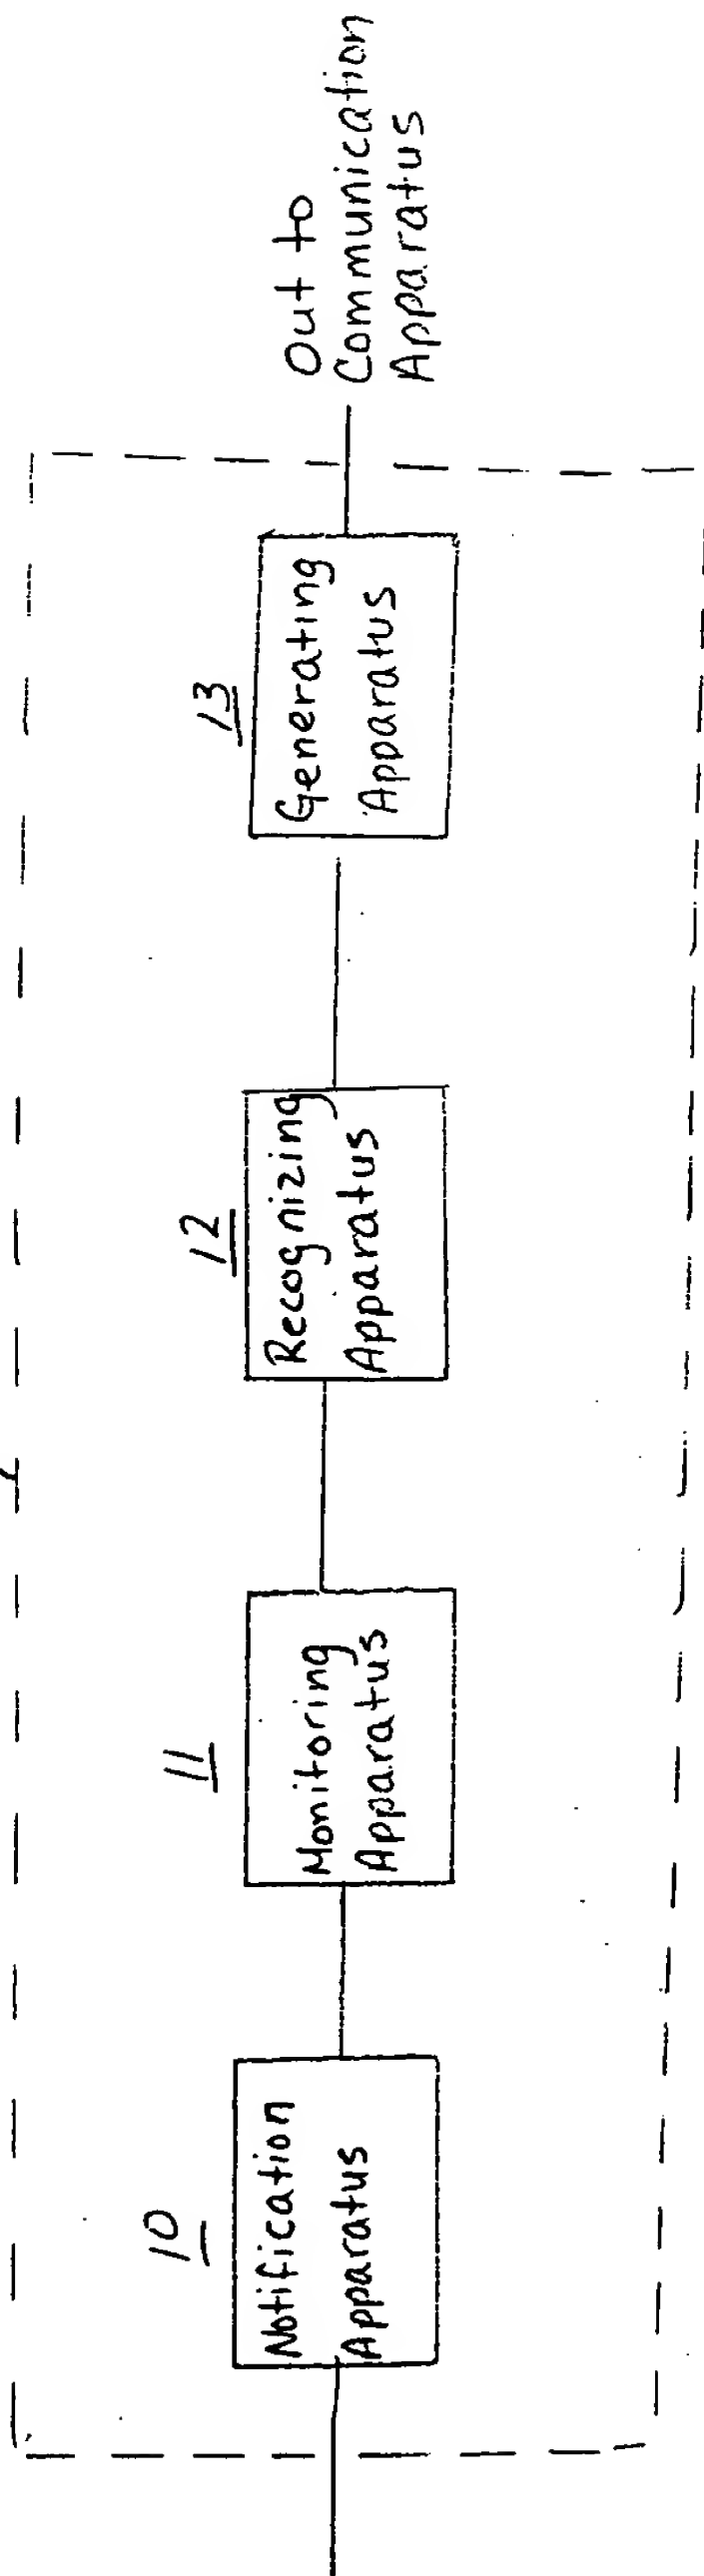 10
Notification
Apparatus
11
Monitoring
Apparatus
12
Recognizing
Apparatus
13
Generating
Apparatus
Out to
Communication
Apparatus